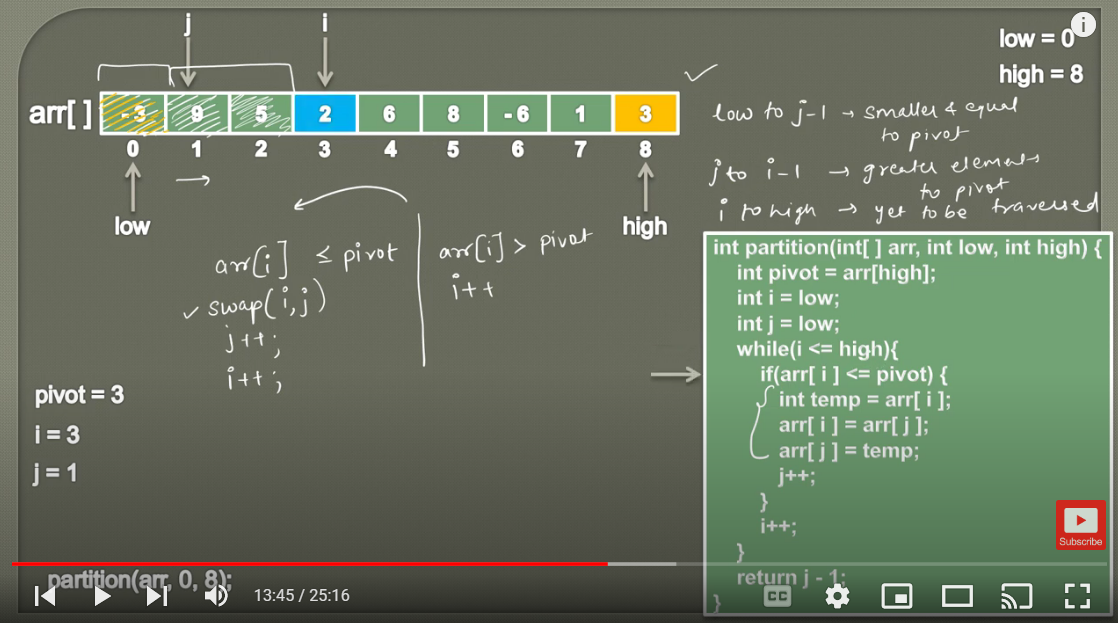 j
i
i
low = 0
high = 8
arr[ ]
-3 9 5 2 6 8 -6 1 3
0 1 2 3 4 5 6 7 8
low
high
low to j-1 → smaller & equal
to pivot
j to i-1 → greater elements
to pivot
i to high → yet to be traversed
arr[i] ≤ pivot
swap(i,j)
j++;
i++;
arr[i] > pivot
i++
pivot = 3
i = 3
j = 1
int partition(int[ ] arr, int low, int high) {
int pivot = arr[high];
int i = low;
int j = low;
while(i <= high){
if(arr[ i ] <= pivot) {
int temp = arr[ i ];
arr[ i ] = arr[ j ];
arr[ j ] = temp;
j++;
}
i++;
}
return j - 1;
}
Subscribe
partition(arr, 0, 8);
13:45 / 25:16
CC